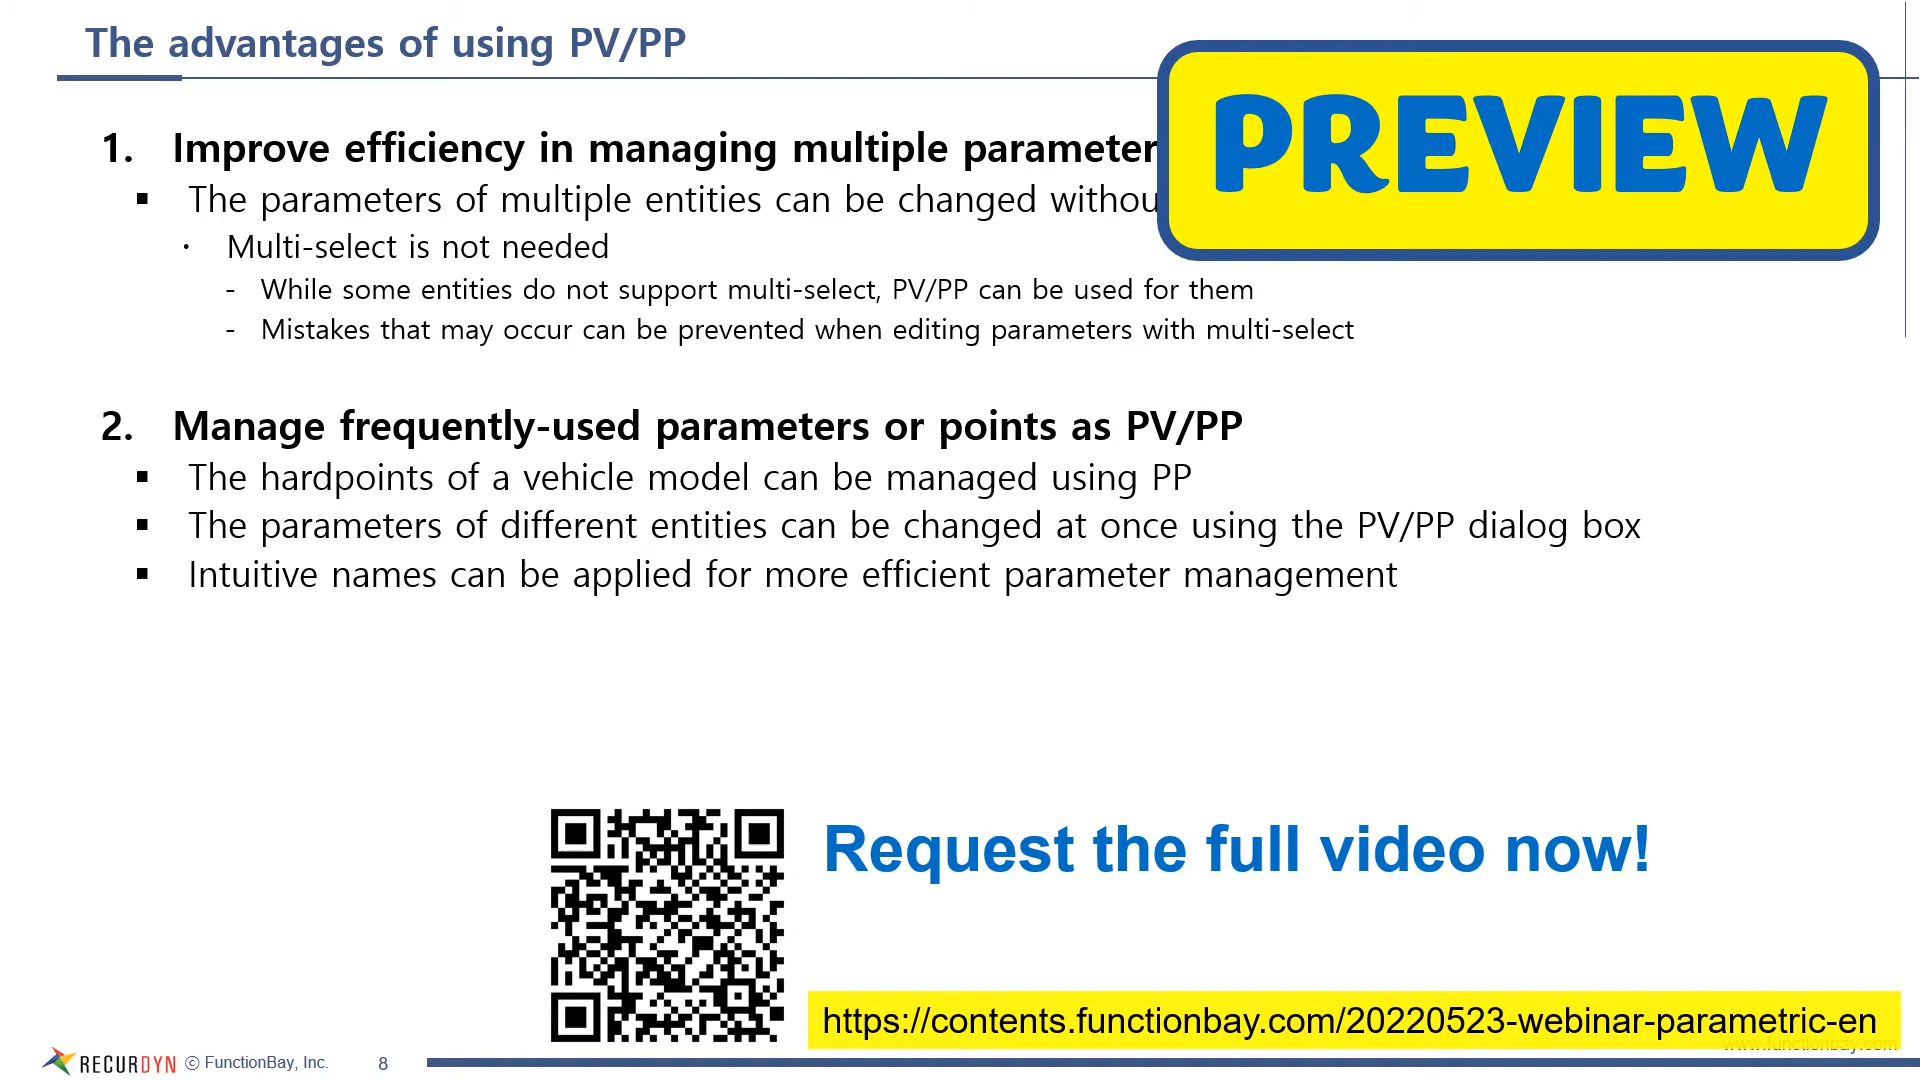 The advantages of using PV/PP
PREVIEW
1. Improve efficiency in managing multiple parameter
▪ The parameters of multiple entities can be changed withou
· Multi-select is not needed
- While some entities do not support multi-select, PV/PP can be used for them
- Mistakes that may occur can be prevented when editing parameters with multi-select
2. Manage frequently-used parameters or points as PV/PP
▪ The hardpoints of a vehicle model can be managed using PP
▪ The parameters of different entities can be changed at once using the PV/PP dialog box
▪ Intuitive names can be applied for more efficient parameter management
Request the full video now!
https://contents.functionbay.com/20220523-webinar-parametric-en
www.functionbay.com
RECURDYN © FunctionBay, Inc. 8